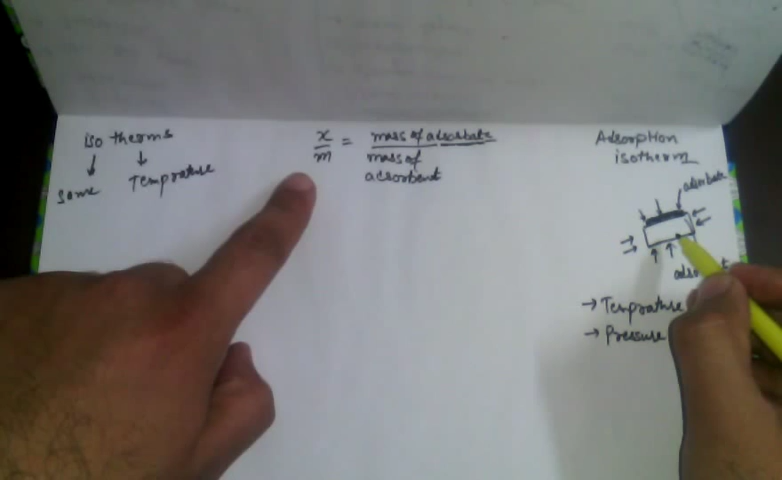 iso therms
same
Temprature
x/m = mass of adsorbate
mass of
adsorbent
Adsorption
isotherm
adsorbate
→ Temprature
→ Pressure